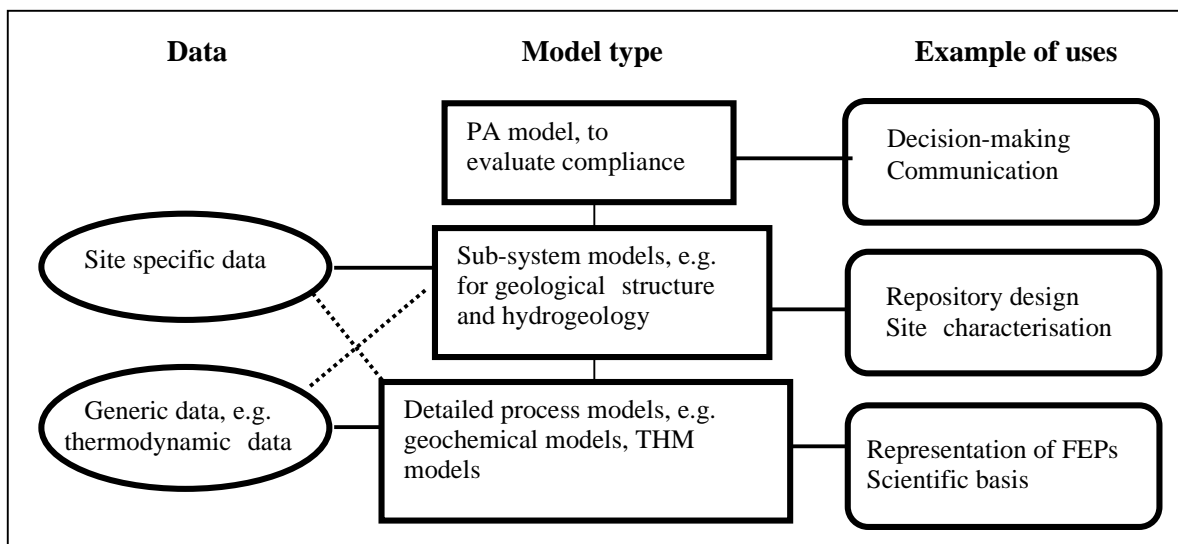 Data
Model type
Example of uses
PA model, to
evaluate compliance
Decision-making
Communication
Site specific data
Sub-system models, e.g.
for geological structure
and hydrogeology
Repository design
Site characterisation
Generic data, e.g.
thermodynamic data
Detailed process models, e.g.
geochemical models, THM
models
Representation of FEPs
Scientific basis